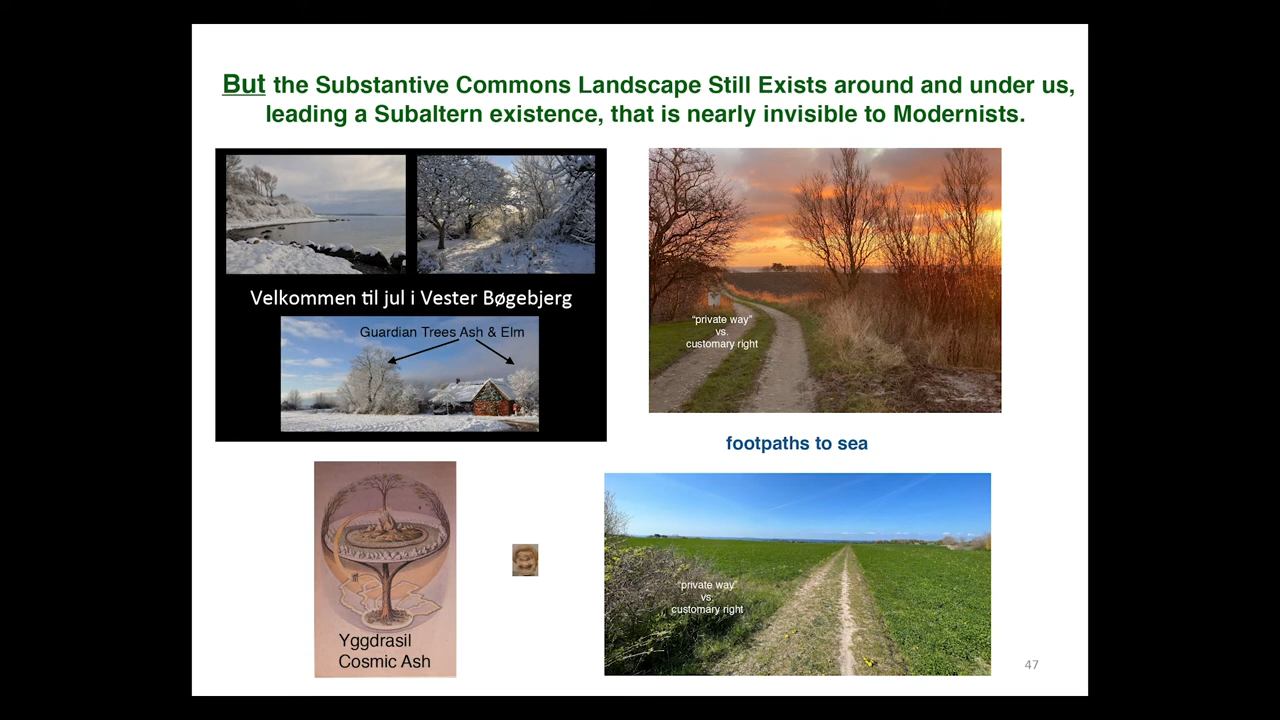 But the Substantive Commons Landscape Still Exists around and under us,
leading a Subaltern existence, that is nearly invisible to Modernists.
Velkommen til jul i Vester Bøgebjerg
Guardian Trees Ash & Elm
“private way”
vs.
customary right
footpaths to sea
“private way”
vs.
customary right
Yggdrasil
Cosmic Ash
47